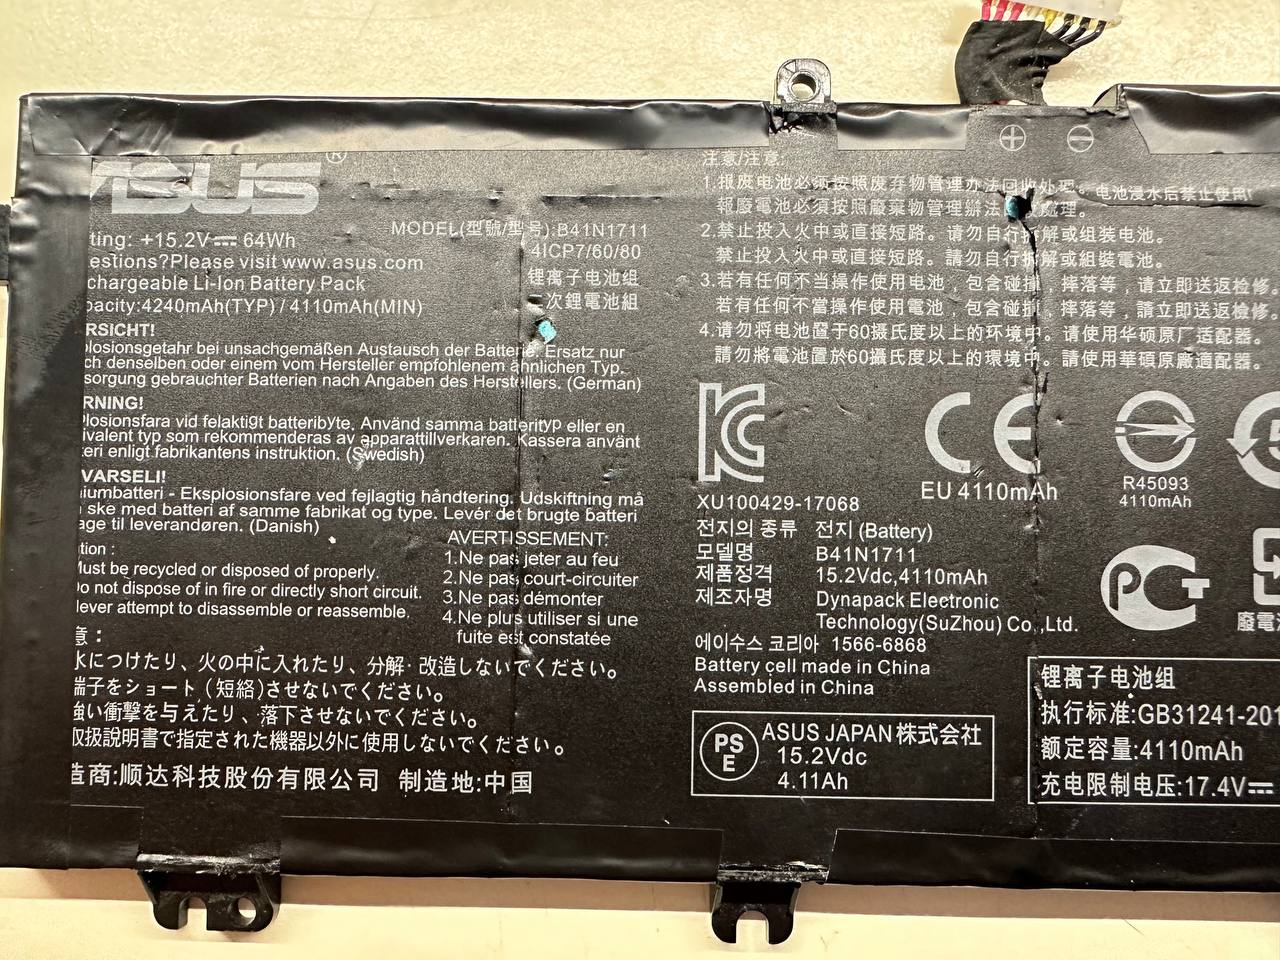 ASUS®
MODEL(型號/型号):B41N1711
ting: +15.2V⎓ 64Wh
4ICP7/60/80
estions?Please visit www.asus.com
chargeable Li-Ion Battery Pack
锂离子电池组
pacity:4240mAh(TYP) / 4110mAh(MIN)
次鋰電池組
RSICHT!
losionsgetahr bei unsachgemäßen Austausch der Batterie. Ersatz nur
ch denselben oder einem vom Hersteller empfohlenem ähnlichen Typ.
sorgung gebrauchter Batterien nach Angaben des Herstellers. (German)
RNING!
losionsfara vid felaktigt batteribyte. Använd samma batterityp eller en
ivalent typ som rekommenderas av apparattillverkaren. Kassera använt
teri enligt fabrikantens instruktion. (Swedish)
VARSELI!
iumbatteri - Eksplosionsfare ved fejlagtig håndtering. Udskiftning må
ske med batteri af samme fabrikat og type. Levér det brugte batteri
age til leverandøren. (Danish)
tion :
Must be recycled or disposed of properly.
Do not dispose of in fire or directly short circuit.
Never attempt to disassemble or reassemble.
AVERTISSEMENT:
1.Ne pas jeter au feu
2.Ne pas court-circuiter
3.Ne pas démonter
4.Ne plus utiliser si une
fuite est constatée
意：
水につけたり、火の中に入れたり、分解·改造しないでください。
端子をショート（短絡）させないでください。
強い衝撃を与えたり、落下させないでください。
取扱説明書で指定された機器以外に使用しないでください。
造商:顺达科技股份有限公司 制造地:中国
注意/注意:
1.报废电池必须按照废弃物管理办法回收处理。电池浸水后禁止使用!
報廢電池必須按照廢棄物管理辦法 處理。
2.禁止投入火中或直接短路。请勿自行拆解或组装电池。
禁止投入火中或直接短路。請勿自行拆解或組裝電池。
3.若有任何不当操作使用电池，包含碰撞，摔落等，请立即送返检修。
若有任何不當操作使用電池，包含碰撞，摔落等，請立即送返檢修。
4.请勿将电池置于60摄氏度以上的环境中。请使用华硕原厂适配器。
請勿將電池置於60攝氏度以上的環境中。請使用華碩原廠適配器。
KC
CE
EU 4110mAh
R45093
4110mAh
XU100429-17068
전지의 종류 전지 (Battery)
모델명 B41N1711
제품정격 15.2Vdc,4110mAh
제조자명 Dynapack Electronic
Technology(SuZhou) Co.,Ltd.
에이수스 코리아 1566-6868
Battery cell made in China
Assembled in China
PCT
廢電池
PSE
ASUS JAPAN株式会社
15.2Vdc
4.11Ah
锂离子电池组
执行标准:GB31241-201
额定容量:4110mAh
充电限制电压:17.4V⎓